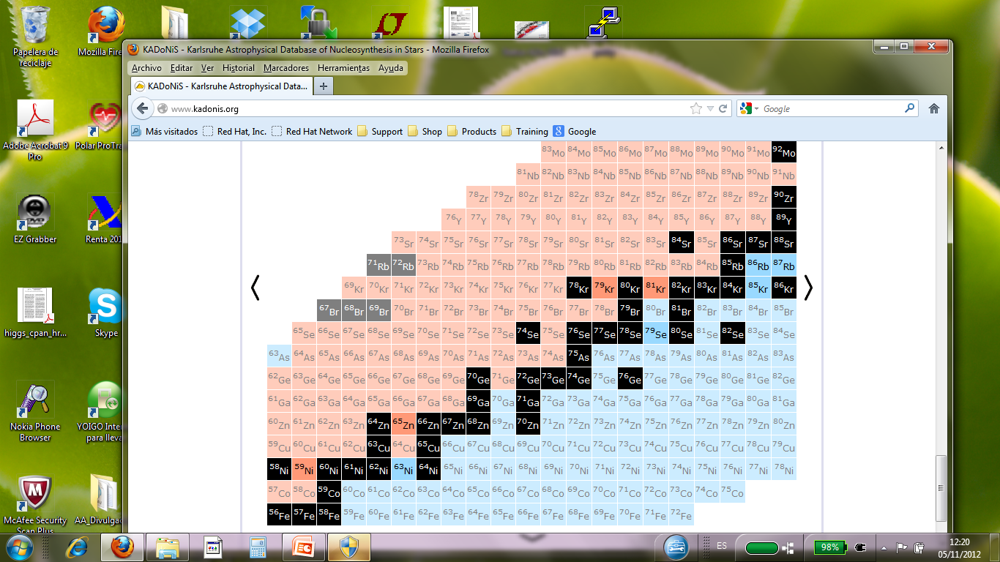 Papelera de reciclaje
Mozilla Fire
KADoNiS - Karlsruhe Astrophysical Database of Nucleosynthesis in Stars - Mozilla Firefox
Archivo Editar Ver Historial Marcadores Herramientas Ayuda
KADoNiS - Karlsruhe Astrophysical Data...
www.kadonis.org
Google
Más visitados Red Hat, Inc. Red Hat Network Support Shop Products Training Google
Adobe Acrobat 9 Pro
Polar ProTra
EZ Grabber
Renta 201
higgs_cpan_hr...
Skype
Nokia Phone Browser
YOIGO Inter para lleva
McAfee Security Scan Plus
AA_Divulgac
83Mo 84Mo 85Mo 86Mo 87Mo 88Mo 89Mo 90Mo 91Mo 92Mo
81Nb 82Nb 83Nb 84Nb 85Nb 86Nb 87Nb 88Nb 89Nb 90Nb 91Nb
78Zr 79Zr 80Zr 81Zr 82Zr 83Zr 84Zr 85Zr 86Zr 87Zr 88Zr 89Zr 90Zr
76Y 77Y 78Y 79Y 80Y 81Y 82Y 83Y 84Y 85Y 86Y 87Y 88Y 89Y
73Sr 74Sr 75Sr 76Sr 77Sr 78Sr 79Sr 80Sr 81Sr 82Sr 83Sr 84Sr 85Sr 86Sr 87Sr 88Sr
71Rb 72Rb 73Rb 74Rb 75Rb 76Rb 77Rb 78Rb 79Rb 80Rb 81Rb 82Rb 83Rb 84Rb 85Rb 86Rb 87Rb
69Kr 70Kr 71Kr 72Kr 73Kr 74Kr 75Kr 76Kr 77Kr 78Kr 79Kr 80Kr 81Kr 82Kr 83Kr 84Kr 85Kr 86Kr
67Br 68Br 69Br 70Br 71Br 72Br 73Br 74Br 75Br 76Br 77Br 78Br 79Br 80Br 81Br 82Br 83Br 84Br 85Br
65Se 66Se 67Se 68Se 69Se 70Se 71Se 72Se 73Se 74Se 75Se 76Se 77Se 78Se 79Se 80Se 81Se 82Se 83Se 84Se
63As 64As 65As 66As 67As 68As 69As 70As 71As 72As 73As 74As 75As 76As 77As 78As 79As 80As 81As 82As 83As
62Ge 63Ge 64Ge 65Ge 66Ge 67Ge 68Ge 69Ge 70Ge 71Ge 72Ge 73Ge 74Ge 75Ge 76Ge 77Ge 78Ge 79Ge 80Ge 81Ge 82Ge
61Ga 62Ga 63Ga 64Ga 65Ga 66Ga 67Ga 68Ga 69Ga 70Ga 71Ga 72Ga 73Ga 74Ga 75Ga 76Ga 77Ga 78Ga 79Ga 80Ga 81Ga
60Zn 61Zn 62Zn 63Zn 64Zn 65Zn 66Zn 67Zn 68Zn 69Zn 70Zn 71Zn 72Zn 73Zn 74Zn 75Zn 76Zn 77Zn 78Zn 79Zn 80Zn
59Cu 60Cu 61Cu 62Cu 63Cu 64Cu 65Cu 66Cu 67Cu 68Cu 69Cu 70Cu 71Cu 72Cu 73Cu 74Cu 75Cu 76Cu 77Cu 78Cu 79Cu
58Ni 59Ni 60Ni 61Ni 62Ni 63Ni 64Ni 65Ni 66Ni 67Ni 68Ni 69Ni 70Ni 71Ni 72Ni 73Ni 74Ni 75Ni 76Ni 77Ni 78Ni
57Co 58Co 59Co 60Co 61Co 62Co 63Co 64Co 65Co 66Co 67Co 68Co 69Co 70Co 71Co 72Co 73Co 74Co 75Co
56Fe 57Fe 58Fe 59Fe 60Fe 61Fe 62Fe 63Fe 64Fe 65Fe 66Fe 67Fe 68Fe 69Fe 70Fe 71Fe 72Fe
ES 98% 12:20
05/11/2012